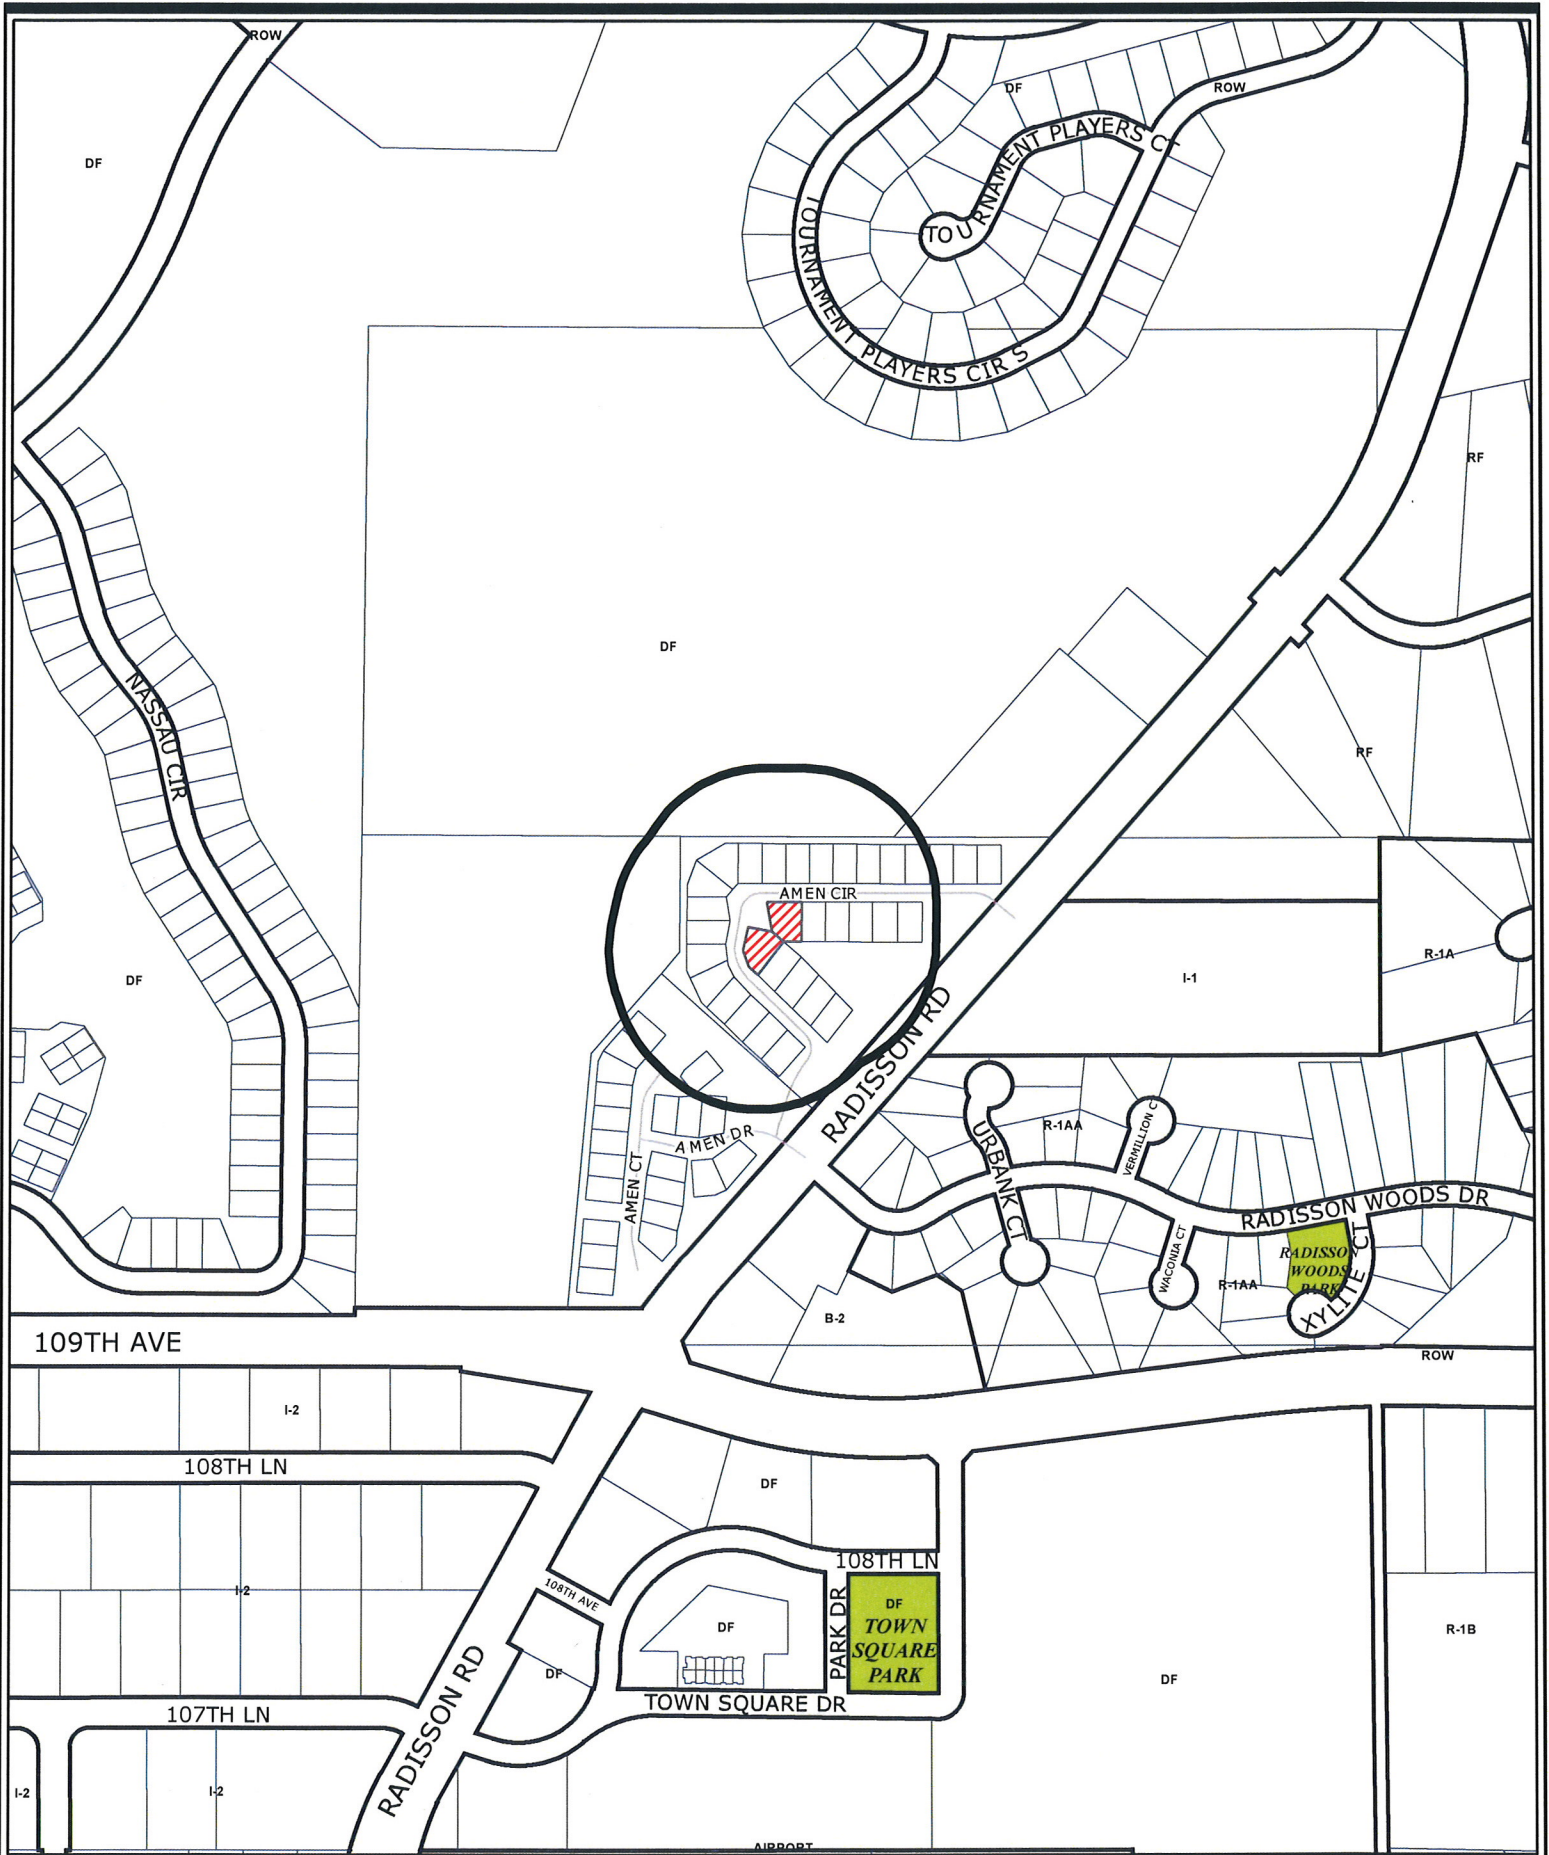 ROW
DF
ROW
DF
TOURNAMENT PLAYERS CT
TOURNAMENT PLAYERS CIR S
RF
DF
NASSAU CIR
RF
AMEN CIR
R-1A
I-1
DF
RADISSON RD
R-1AA
VERMILLION CT
URBANK CT
AMEN DR
AMEN CT
RADISSON WOODS DR
WACONIA CT
RADISSON
WOODS
PARK
XYLITE CT
R-1AA
B-2
109TH AVE
ROW
I-2
108TH LN
DF
108TH LN
I-2
108TH AVE
DF
TOWN
SQUARE
PARK
PARK DR
DF
R-1B
DF
DF
TOWN SQUARE DR
RADISSON RD
107TH LN
I-2
I-2
AIRPORT